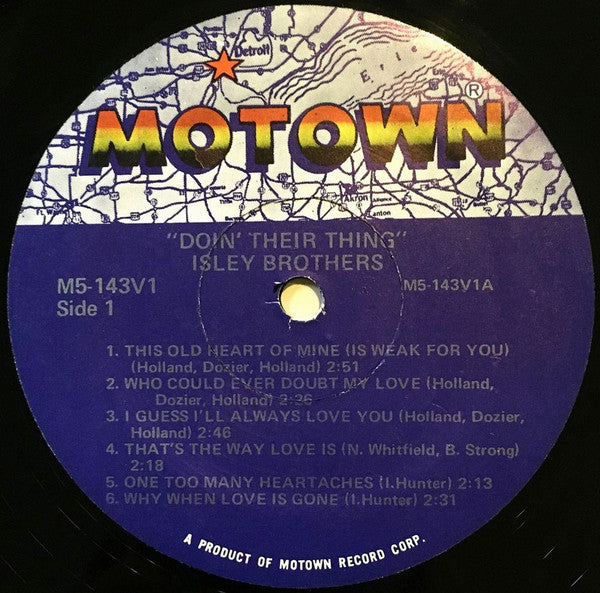 Detroit
Erie
MOTOWN®
Akron
Canton
"DOIN' THEIR THING"
ISLEY BROTHERS
M5-143V1
M5-143V1A
Side 1
1. THIS OLD HEART OF MINE (IS WEAK FOR YOU)
(Holland, Dozier, Holland) 2:51
2. WHO COULD EVER DOUBT MY LOVE (Holland,
Dozier, Holland) 2:36
3. I GUESS I'LL ALWAYS LOVE YOU (Holland, Dozier,
Holland) 2:46
4. THAT'S THE WAY LOVE IS (N. Whitfield, B. Strong)
2:18
5. ONE TOO MANY HEARTACHES (I.Hunter) 2:13
6. WHY WHEN LOVE IS GONE (I.Hunter) 2:31
A PRODUCT OF MOTOWN RECORD CORP.